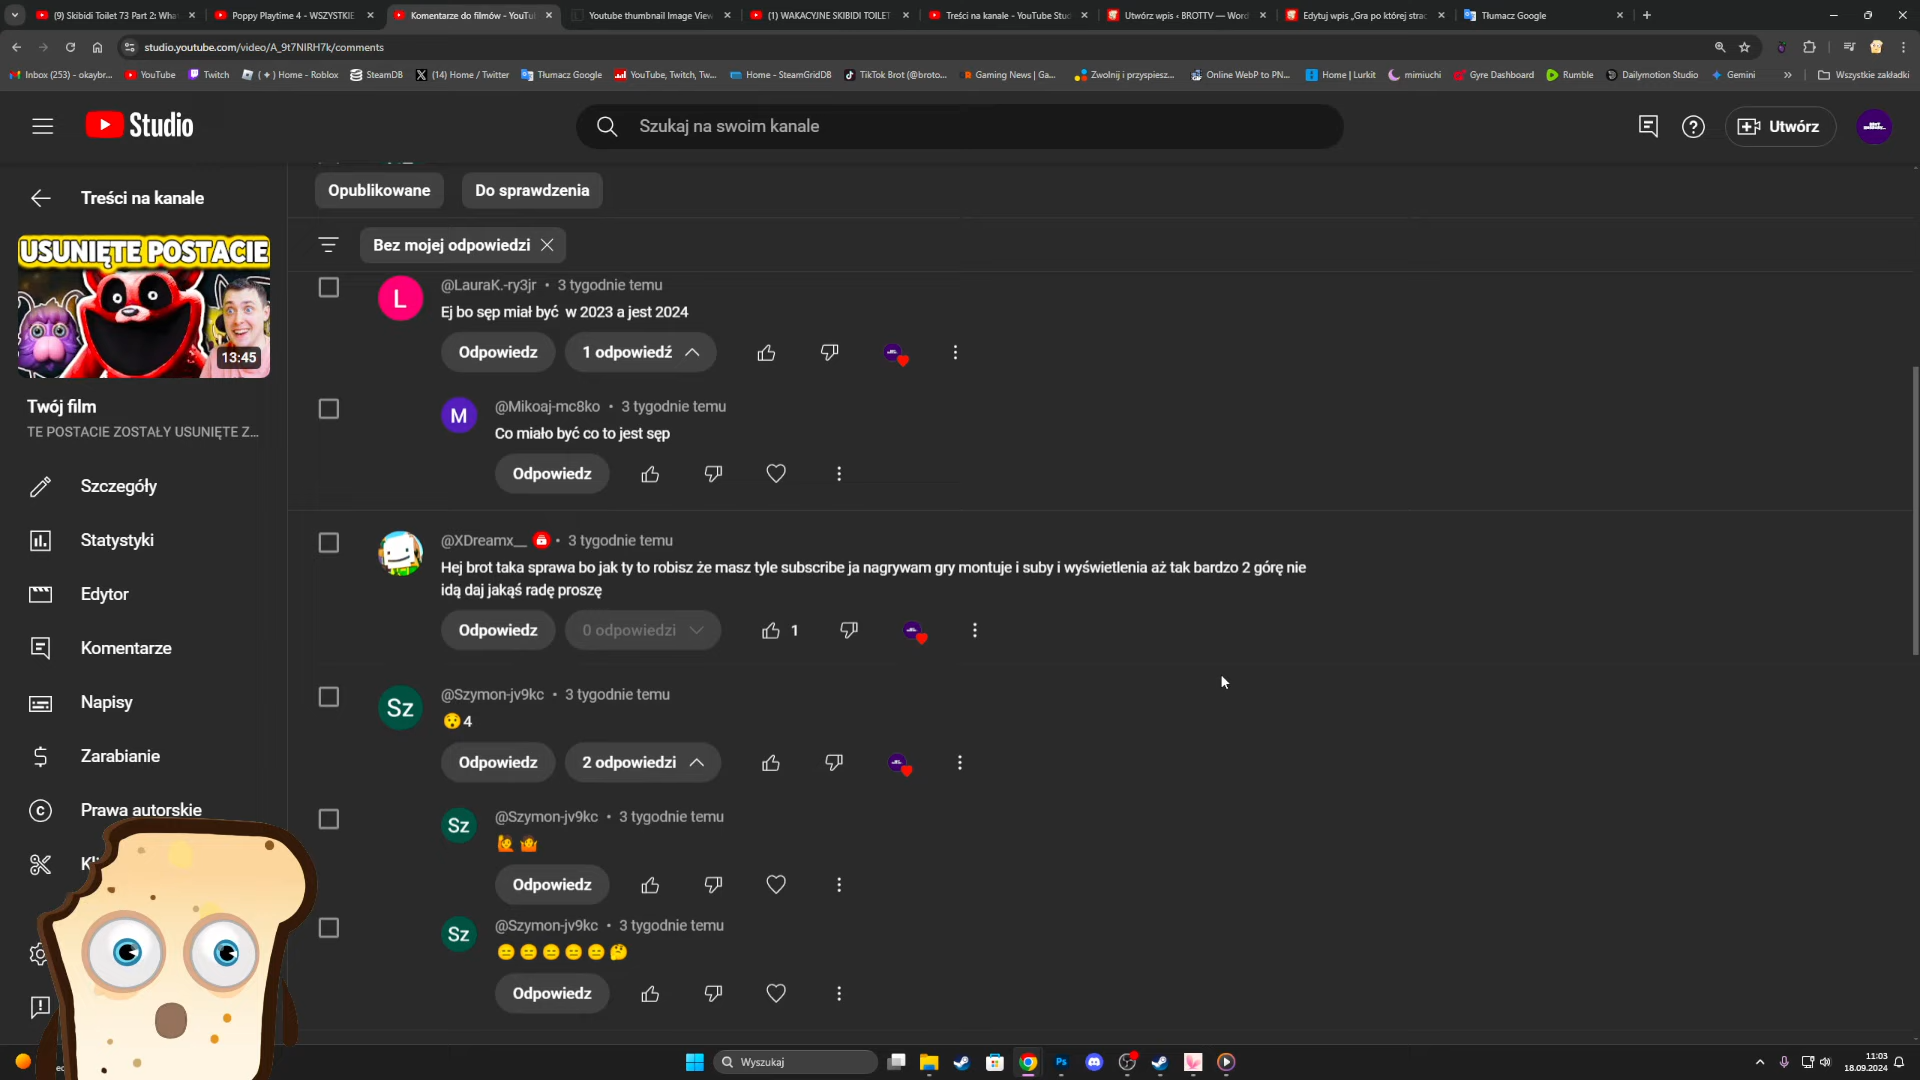 (9) Skibidi Toilet 73 Part 2: Wha
Poppy Playtime 4 - WSZYSTKIE
Komentarze do filmów - YouTu
Youtube thumbnail Image View
(1) WAKACYJNE SKIBIDI TOILET
Treści na kanale - YouTube Stu
Utwórz wpis ‹ BROTTV — Word
Edytuj wpis „Gra po której strac
Tłumacz Google
studio.youtube.com/video/A_9t7NIRH7k/comments
Inbox (253) - okaybr...
YouTube
Twitch
( ✦ ) Home - Roblox
SteamDB
(14) Home / Twitter
Tłumacz Google
YouTube, Twitch, Tw...
Home - SteamGridDB
TikTok Brot (@broto...
Gaming News | Ga...
Zwolnij i przyspiesz...
Online WebP to PN...
Home | Lurkit
mimiuchi
Gyre Dashboard
Rumble
Dailymotion Studio
Gemini
»
Wszystkie zakładki
Studio
Szukaj na swoim kanale
Utwórz
Treści na kanale
USUNIĘTE POSTACIE
13:45
Twój film
TE POSTACIE ZOSTAŁY USUNIĘTE Z...
Szczegóły
Statystyki
Edytor
Komentarze
Napisy
Zarabianie
Prawa autorskie
Opublikowane
Do sprawdzenia
Bez mojej odpowiedzi
L
@LauraK.-ry3jr • 3 tygodnie temu
Ej bo sęp miał być w 2023 a jest 2024
Odpowiedz
1 odpowiedź
M
@Mikoaj-mc8ko • 3 tygodnie temu
Co miało być co to jest sęp
Odpowiedz
@XDreamx__ • 3 tygodnie temu
Hej brot taka sprawa bo jak ty to robisz że masz tyle subscribe ja nagrywam gry montuje i suby i wyświetlenia aż tak bardzo 2 górę nie
idą daj jakąś radę proszę
Odpowiedz
0 odpowiedzi
1
Sz
@Szymon-jv9kc • 3 tygodnie temu
😯4
Odpowiedz
2 odpowiedzi
Sz
@Szymon-jv9kc • 3 tygodnie temu
🙋🤷
Odpowiedz
Sz
@Szymon-jv9kc • 3 tygodnie temu
😑😑😑😑😑🤔
Odpowiedz
Wyszukaj
Ps
11:03
18.09.2024